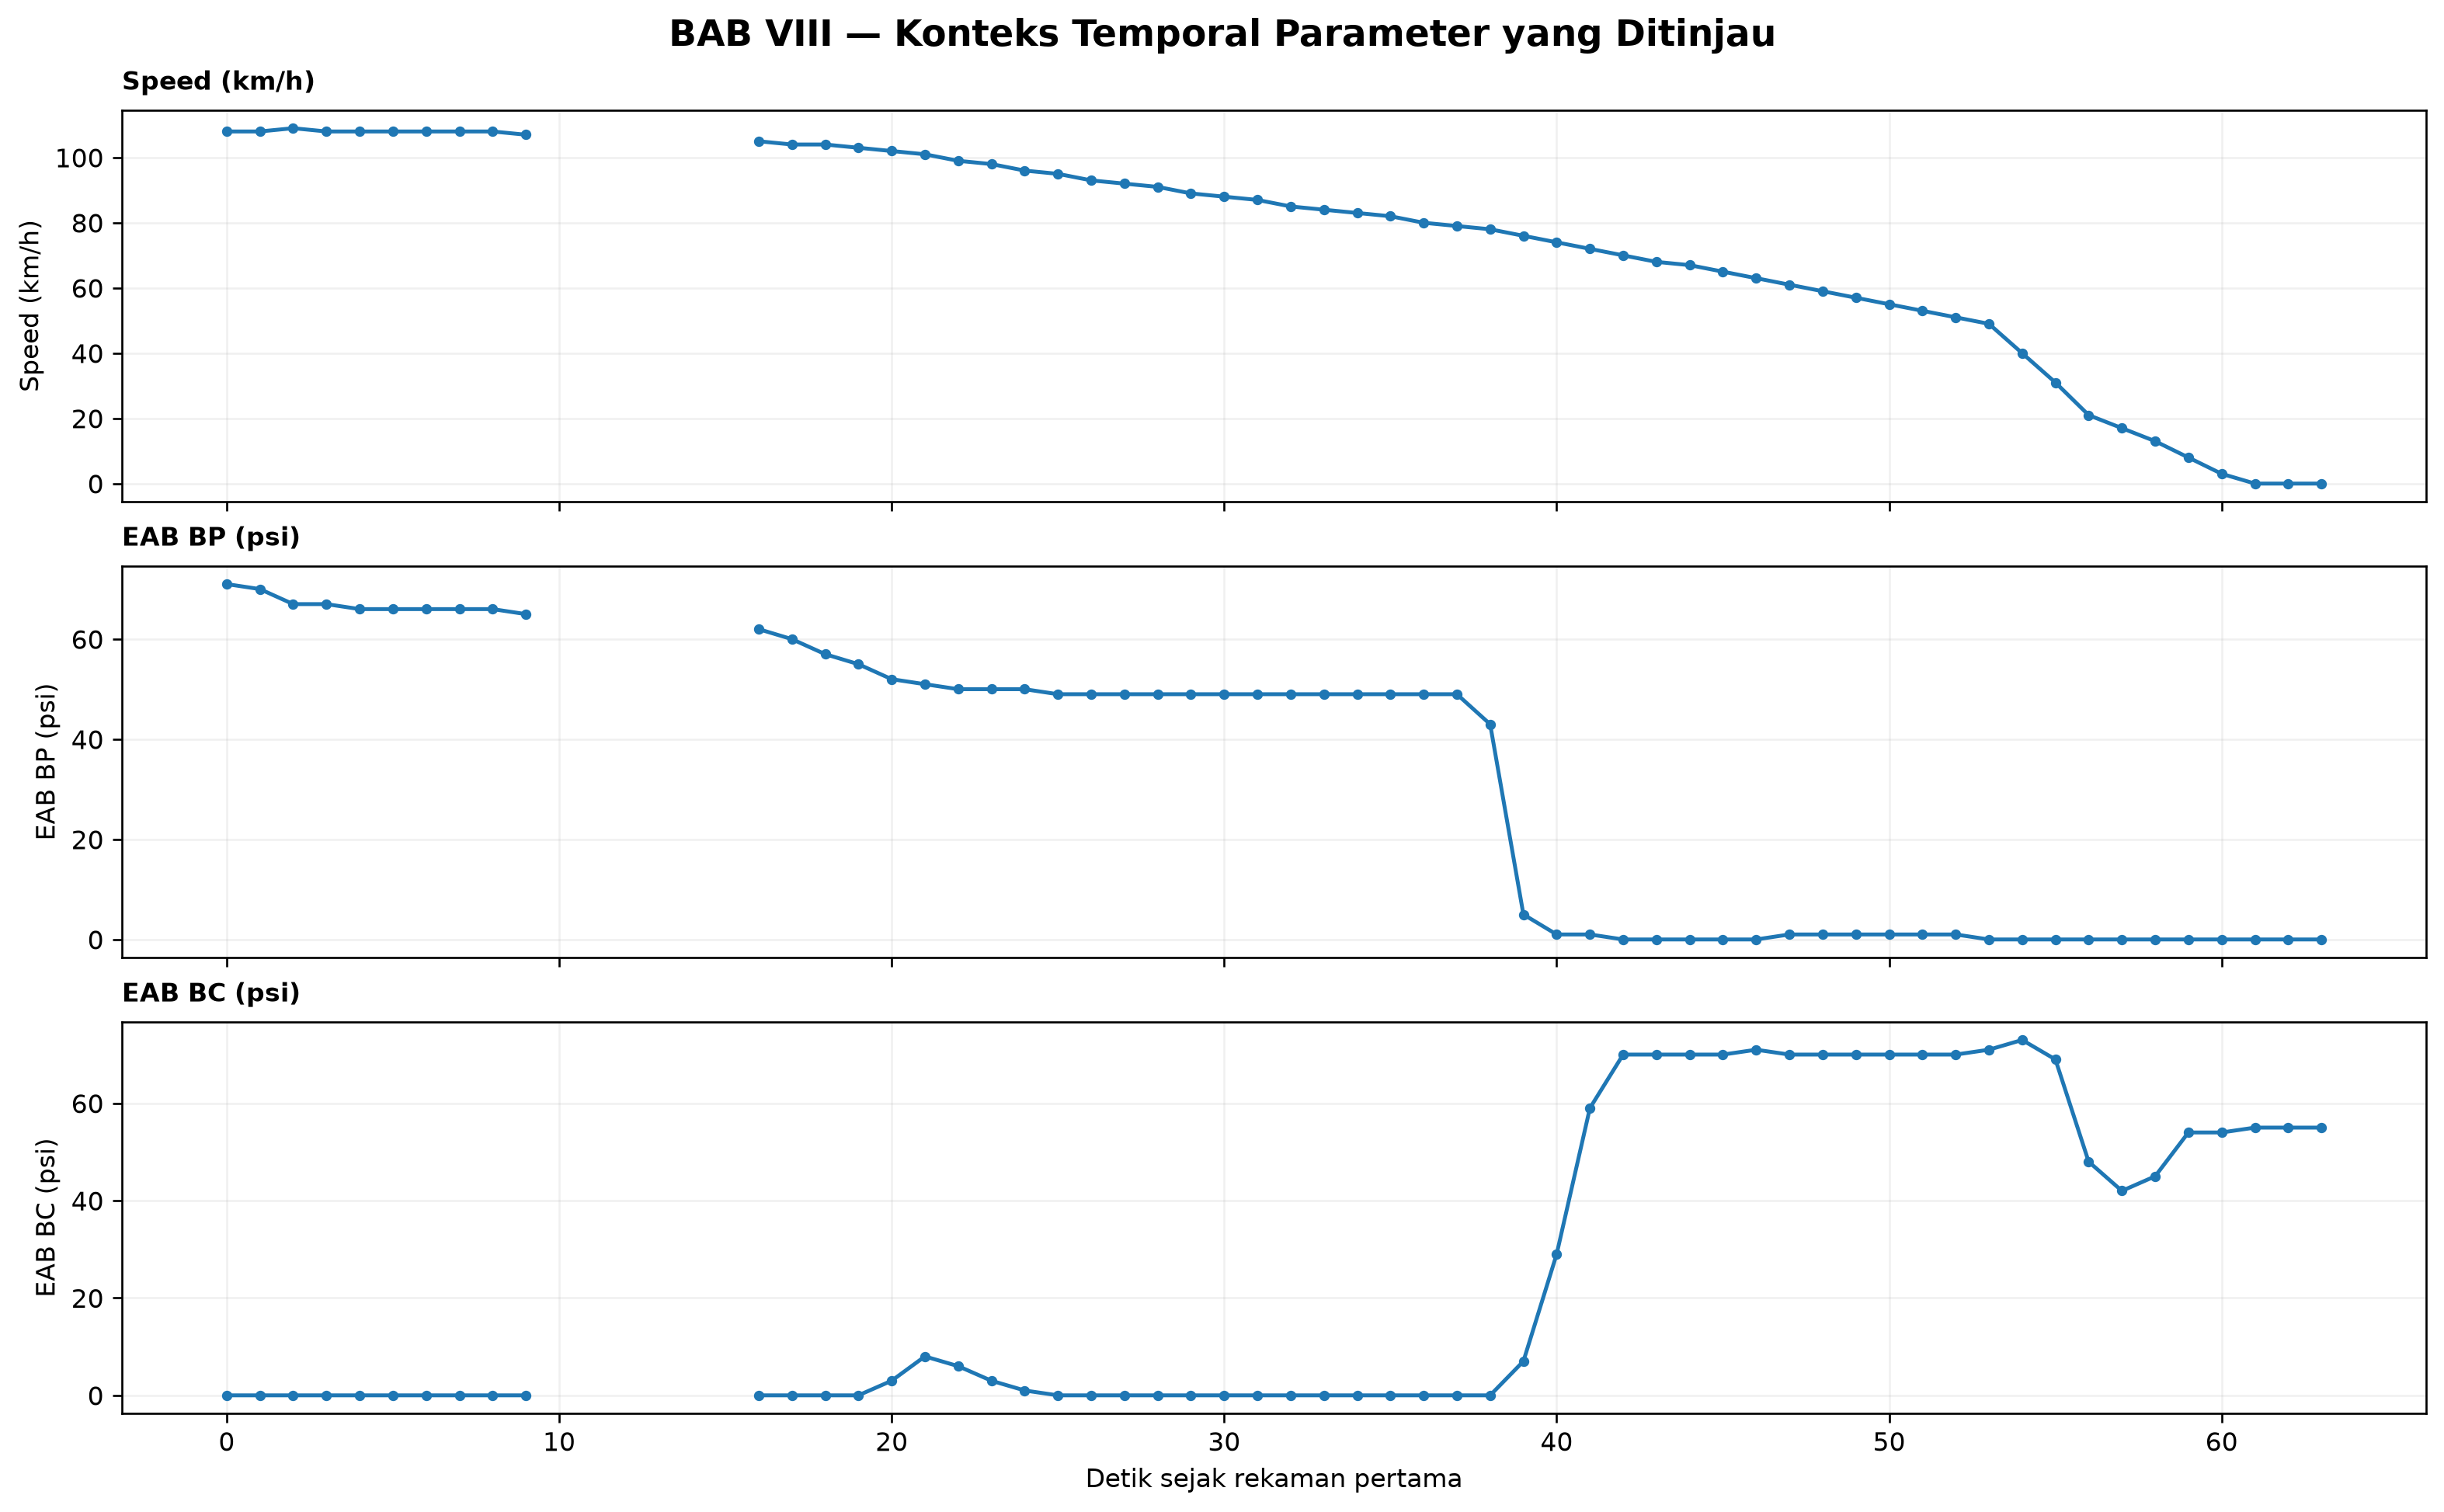 BAB VIII — Konteks Temporal Parameter yang Ditinjau
Speed (km/h)
Speed (km/h)
100
80
60
40
20
0
EAB BP (psi)
EAB BP (psi)
60
40
20
0
EAB BC (psi)
EAB BC (psi)
60
40
20
0
0 10 20 30 40 50 60
Detik sejak rekaman pertama